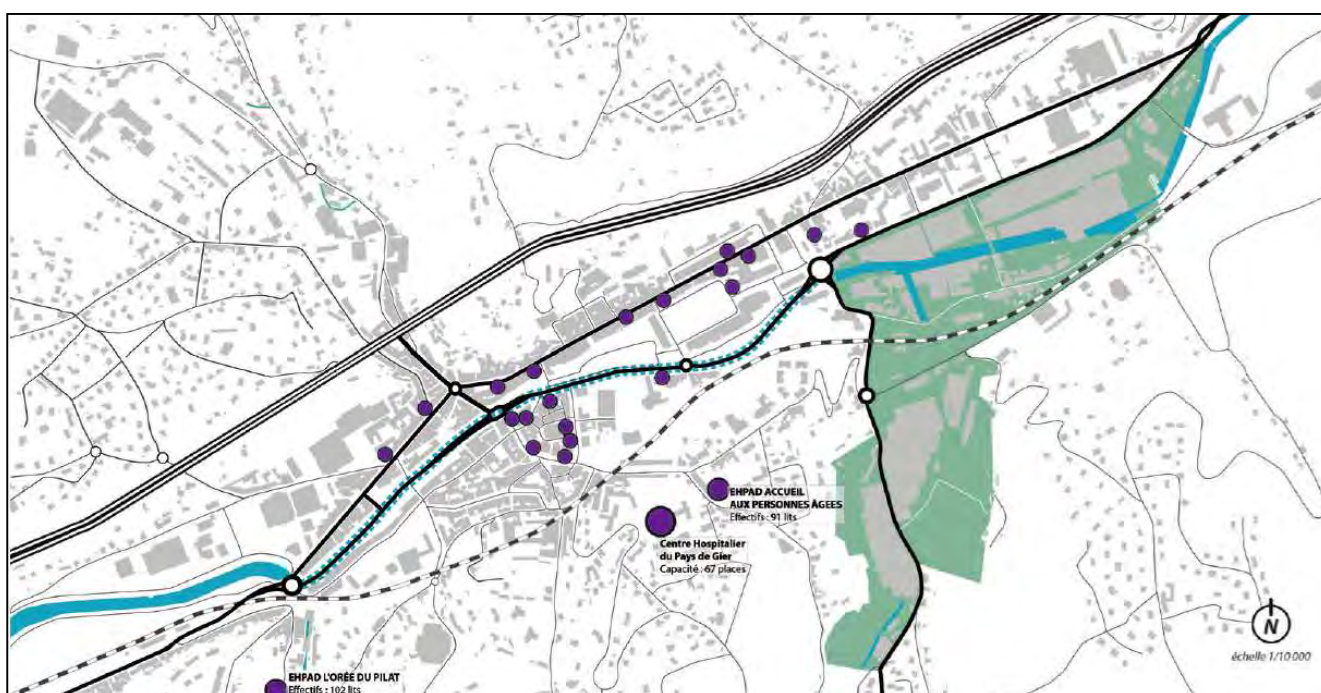 EHPAD ACCUEIL
AUX PERSONNES ÂGEES
Effectifs : 91 lits
Centre Hospitalier
du Pays de Gier
Capacité : 67 places
N
échelle 1/10 000
EHPAD L'ORÉE DU PILAT
Effectifs : 102 lits